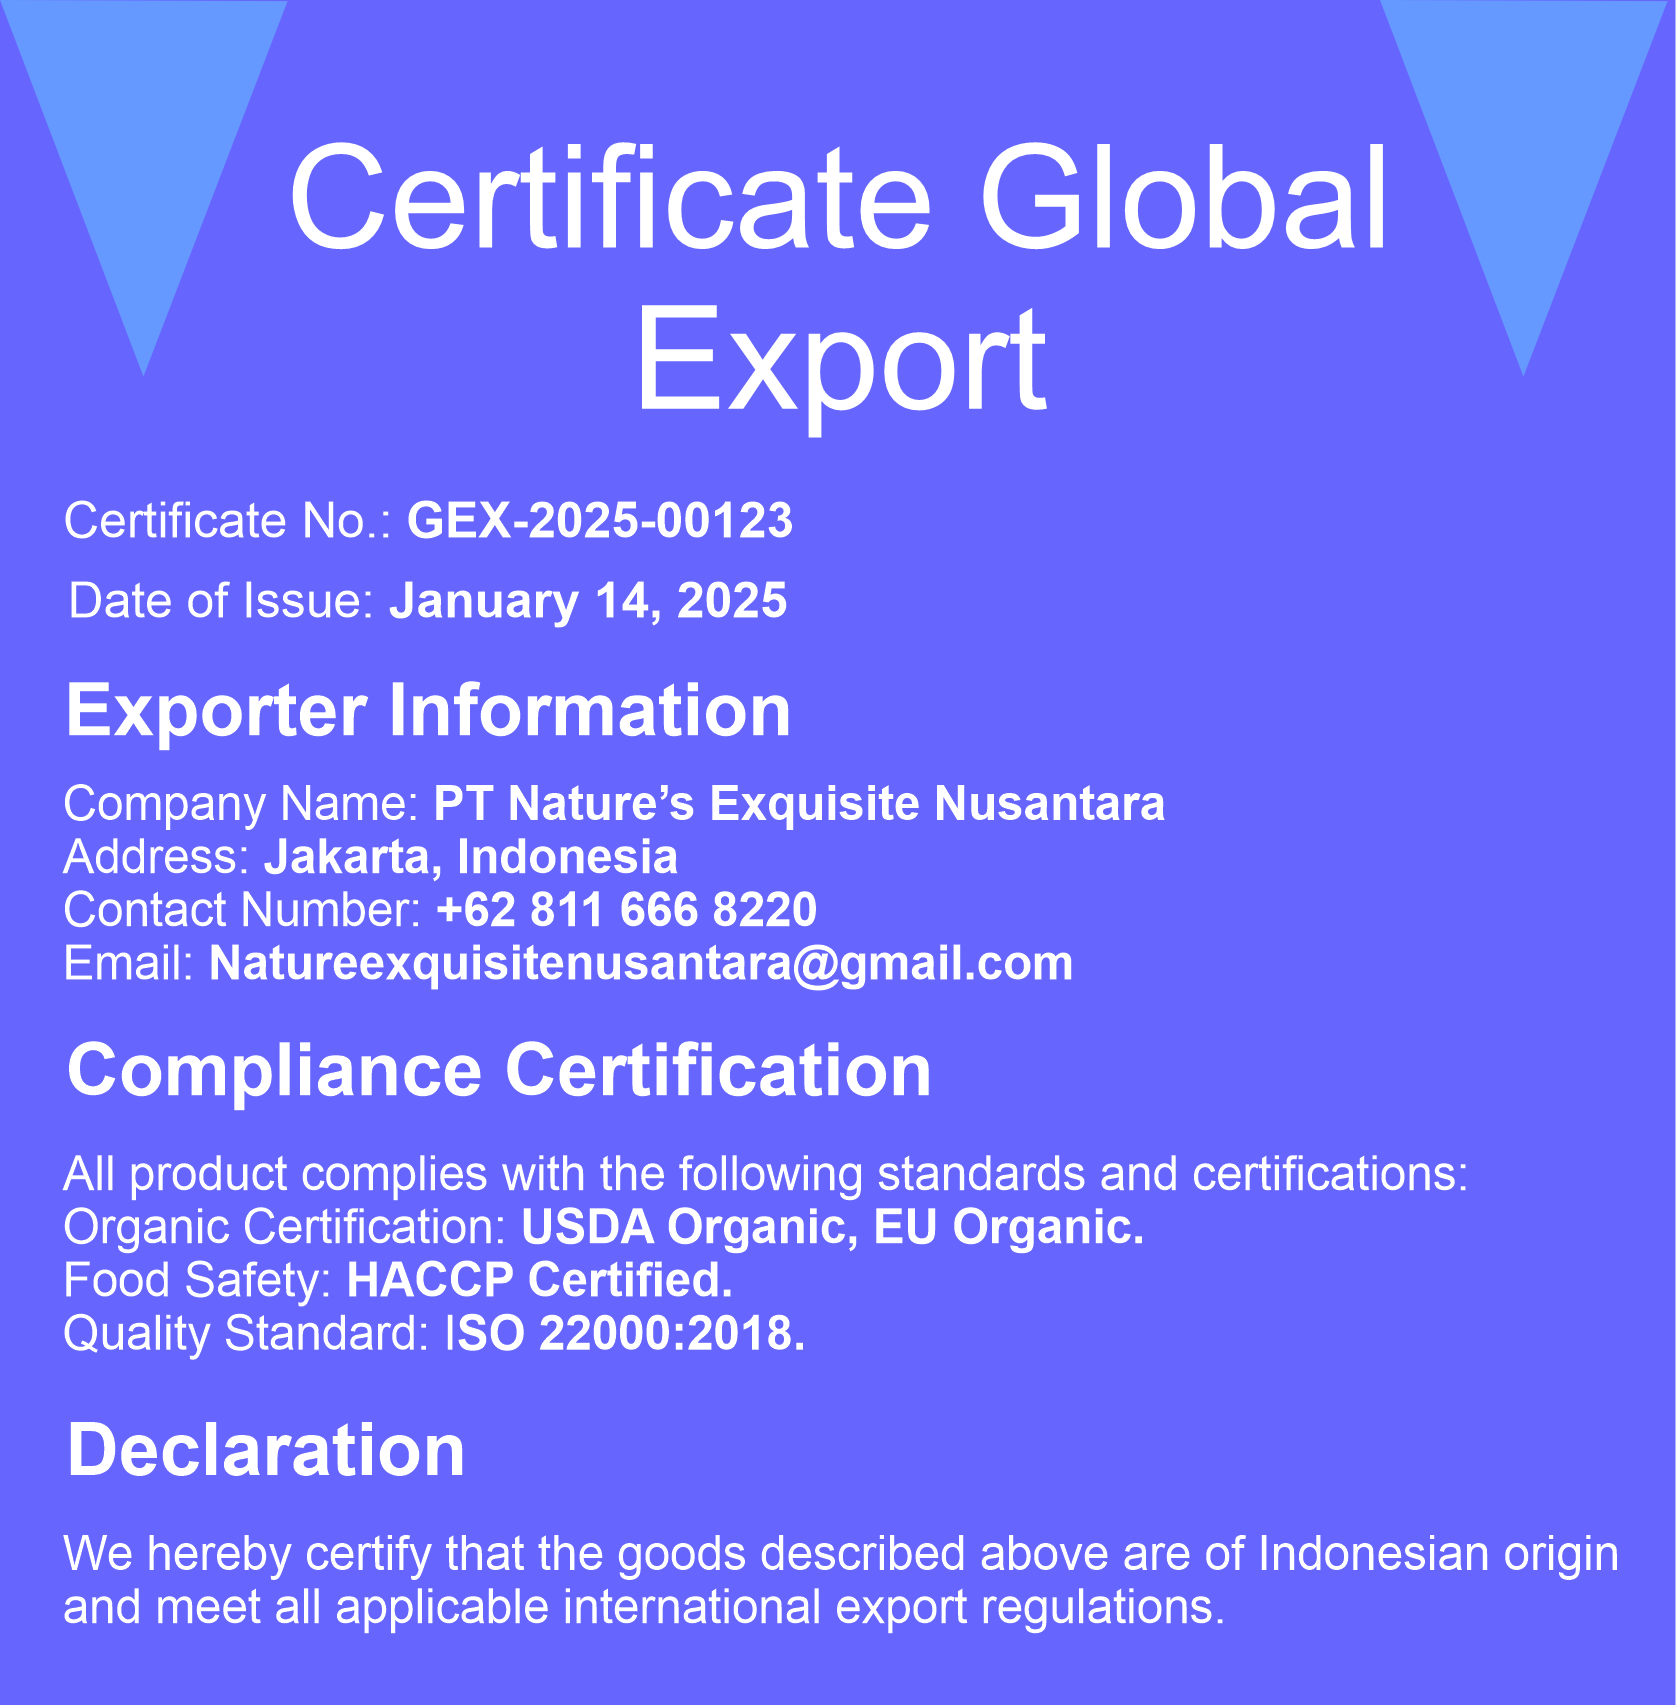 Certificate Global
Export
Certificate No.: GEX-2025-00123
Date of Issue: January 14, 2025
Exporter Information
Company Name: PT Nature’s Exquisite Nusantara
Address: Jakarta, Indonesia
Contact Number: +62 811 666 8220
Email: Natureexquisitenusantara@gmail.com
Compliance Certification
All product complies with the following standards and certifications:
Organic Certification: USDA Organic, EU Organic.
Food Safety: HACCP Certified.
Quality Standard: ISO 22000:2018.
Declaration
We hereby certify that the goods described above are of Indonesian origin
and meet all applicable international export regulations.